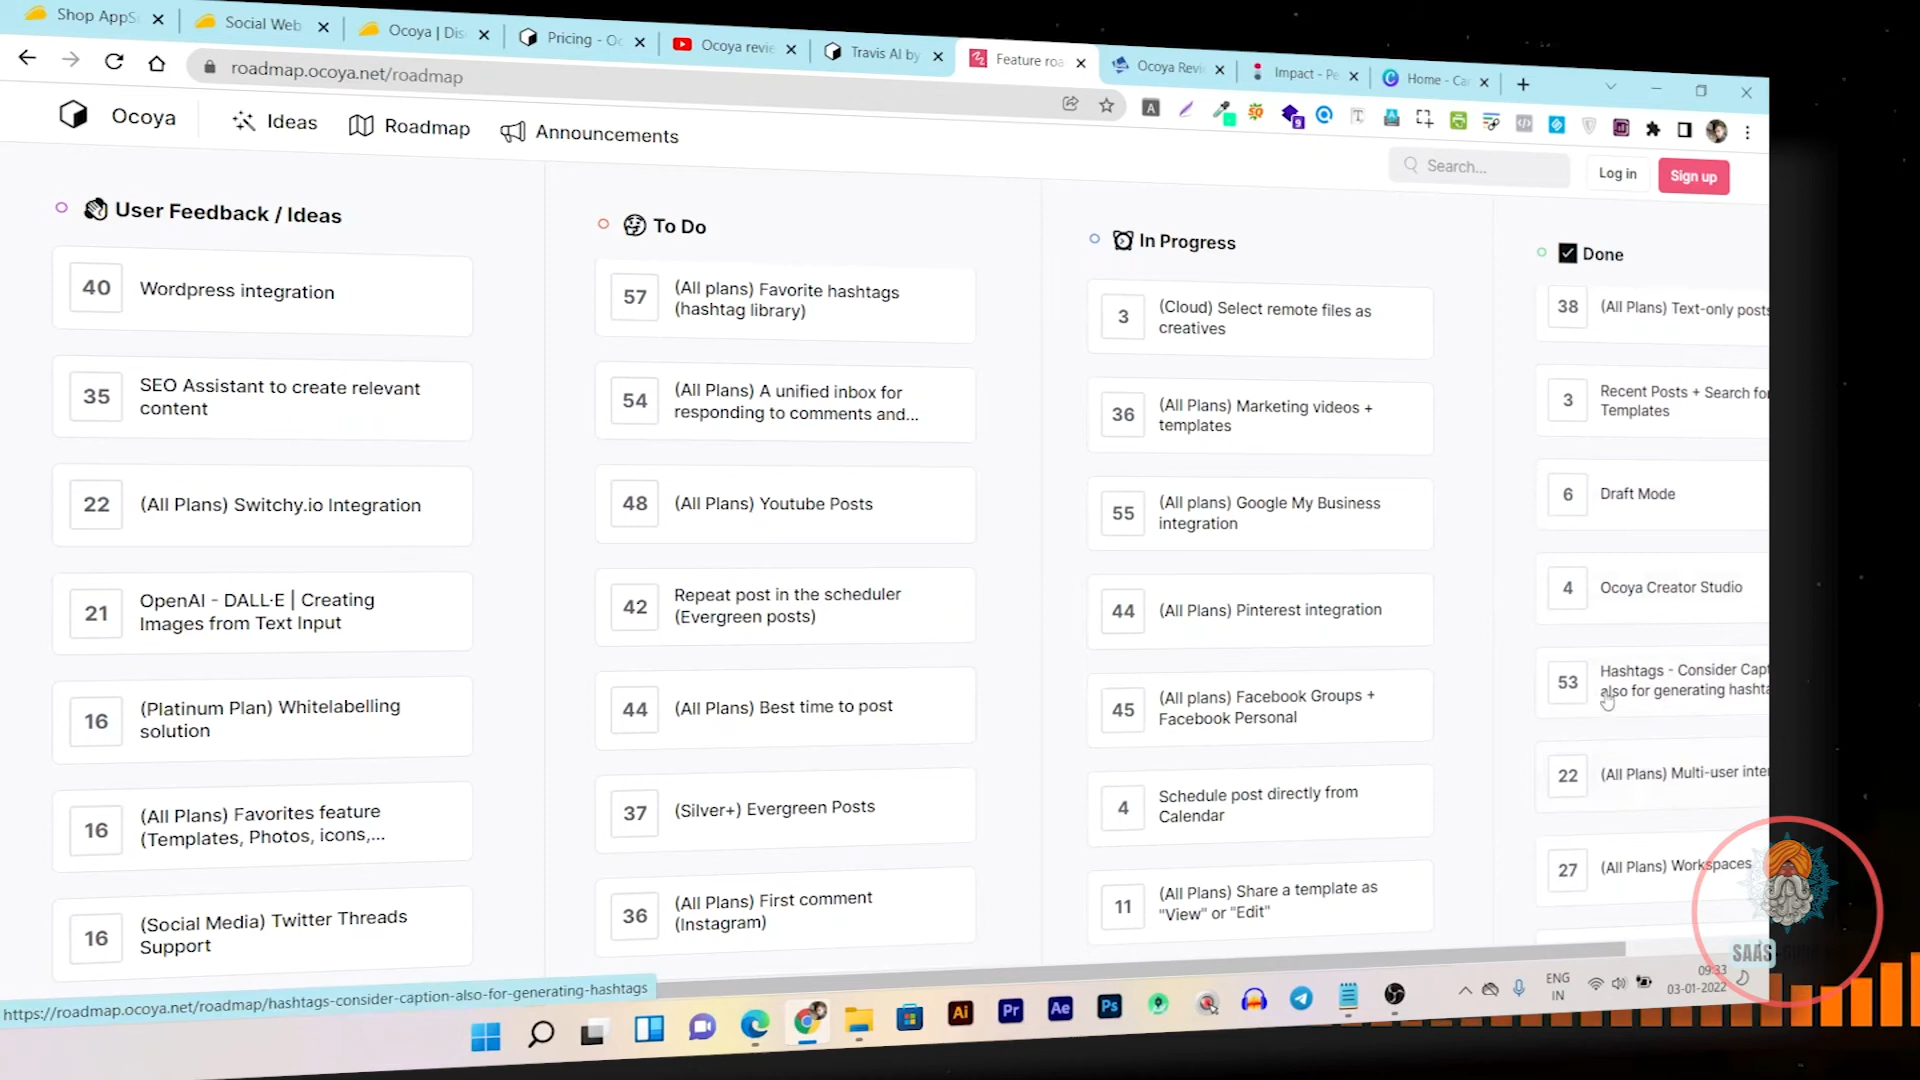 Shop AppS
Social Web
Ocoya | Dis
Pricing - Oc
Ocoya revie
Travis AI by
Feature roa
Ocoya Revi
Impact - Pe
Home - Ca
roadmap.ocoya.net/roadmap
Ocoya
Ideas
Roadmap
Announcements
Search...
Log in
Sign up
User Feedback / Ideas
40
Wordpress integration
35
SEO Assistant to create relevant
content
22
(All Plans) Switchy.io Integration
21
OpenAI - DALL·E | Creating
Images from Text Input
16
(Platinum Plan) Whitelabelling
solution
16
(All Plans) Favorites feature
(Templates, Photos, icons,...
16
(Social Media) Twitter Threads
Support
To Do
57
(All plans) Favorite hashtags
(hashtag library)
54
(All Plans) A unified inbox for
responding to comments and...
48
(All Plans) Youtube Posts
42
Repeat post in the scheduler
(Evergreen posts)
44
(All Plans) Best time to post
37
(Silver+) Evergreen Posts
36
(All Plans) First comment
(Instagram)
In Progress
3
(Cloud) Select remote files as
creatives
36
(All Plans) Marketing videos +
templates
55
(All plans) Google My Business
integration
44
(All Plans) Pinterest integration
45
(All plans) Facebook Groups +
Facebook Personal
4
Schedule post directly from
Calendar
11
(All Plans) Share a template as
"View" or "Edit"
Done
38
(All Plans) Text-only posts
3
Recent Posts + Search for
Templates
6
Draft Mode
4
Ocoya Creator Studio
53
Hashtags - Consider Capt
also for generating hashta
22
(All Plans) Multi-user inte
27
(All Plans) Workspaces
https://roadmap.ocoya.net/roadmap/hashtags-consider-caption-also-for-generating-hashtags
Ai
Pr
Ae
Ps
ENG
IN
09:33
03-01-2022
SAAS